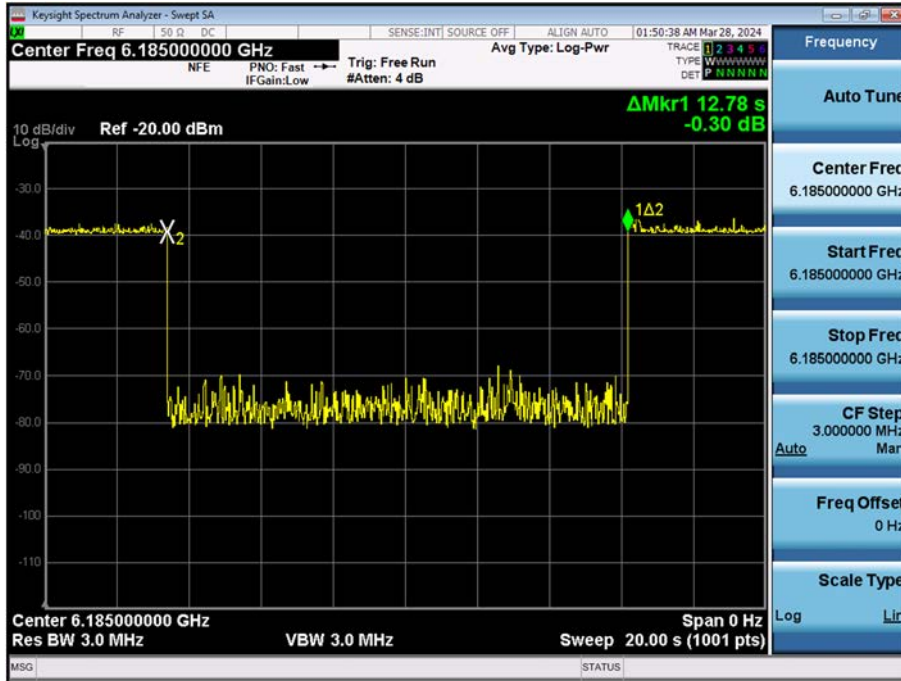 Keysight Spectrum Analyzer - Swept SA
LXI RF 50 Ω DC SENSE:INT SOURCE OFF ALIGN AUTO 01:50:38 AM Mar 28, 2024
Center Freq 6.185000000 GHz
NFE
PNO: Fast
IFGain:Low
Trig: Free Run
#Atten: 4 dB
Avg Type: Log-Pwr
TRACE 1 2 3 4 5 6
TYPE WWWWWW
DET P N N N N N
ΔMkr1 12.78 s
-0.30 dB
10 dB/div Ref -20.00 dBm
Log
-30.0
-40.0
-50.0
-60.0
-70.0
-80.0
-90.0
-100
-110
2
1Δ2
Center 6.185000000 GHz Span 0 Hz
Res BW 3.0 MHz VBW 3.0 MHz Sweep 20.00 s (1001 pts)
MSG STATUS
Frequency
Auto Tune
Center Freq
6.185000000 GHz
Start Freq
6.185000000 GHz
Stop Freq
6.185000000 GHz
CF Step
3.000000 MHz
Auto Man
Freq Offset
0 Hz
Scale Type
Log Lin